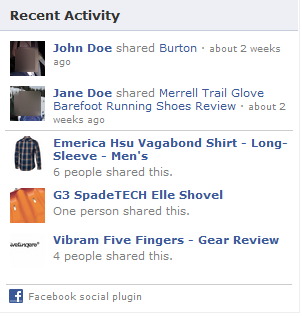 Recent Activity
John Doe shared Burton · about 2 weeks
ago
Jane Doe shared Merrell Trail Glove
Barefoot Running Shoes Review · about 2
weeks ago
Emerica Hsu Vagabond Shirt - Long-
Sleeve - Men's
6 people shared this.
G3 SpadeTECH Elle Shovel
One person shared this.
Vibram Five Fingers - Gear Review
4 people shared this.
Facebook social plugin